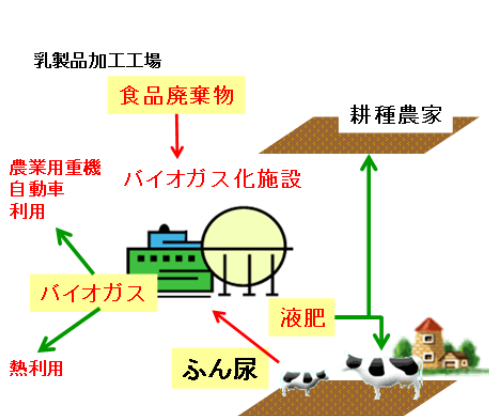 乳製品加工工場
食品廃棄物
耕種農家
農業用重機
自動車
利用
バイオガス化施設
バイオガス
液肥
熱利用
ふん尿